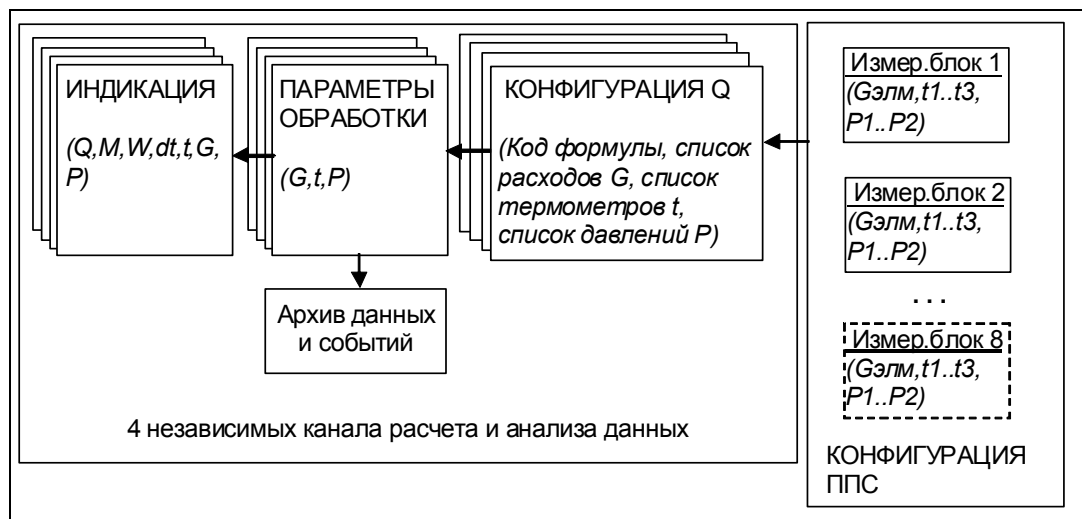 ИНДИКАЦИЯ
(Q,M,W,dt,t,G,
P)
ПАРАМЕТРЫ
ОБРАБОТКИ
(G,t,P)
КОНФИГУРАЦИЯ Q
(Код формулы, список
расходов G, список
термометров t,
список давлений P)
Архив данных
и событий
4 независимых канала расчета и анализа данных
Измер.блок 1
(Gэлм,t1..t3,
P1..P2)
Измер.блок 2
(Gэлм,t1..t3,
P1..P2)
. . .
Измер.блок 8
(Gэлм,t1..t3,
P1..P2)
КОНФИГУРАЦИЯ
ППС